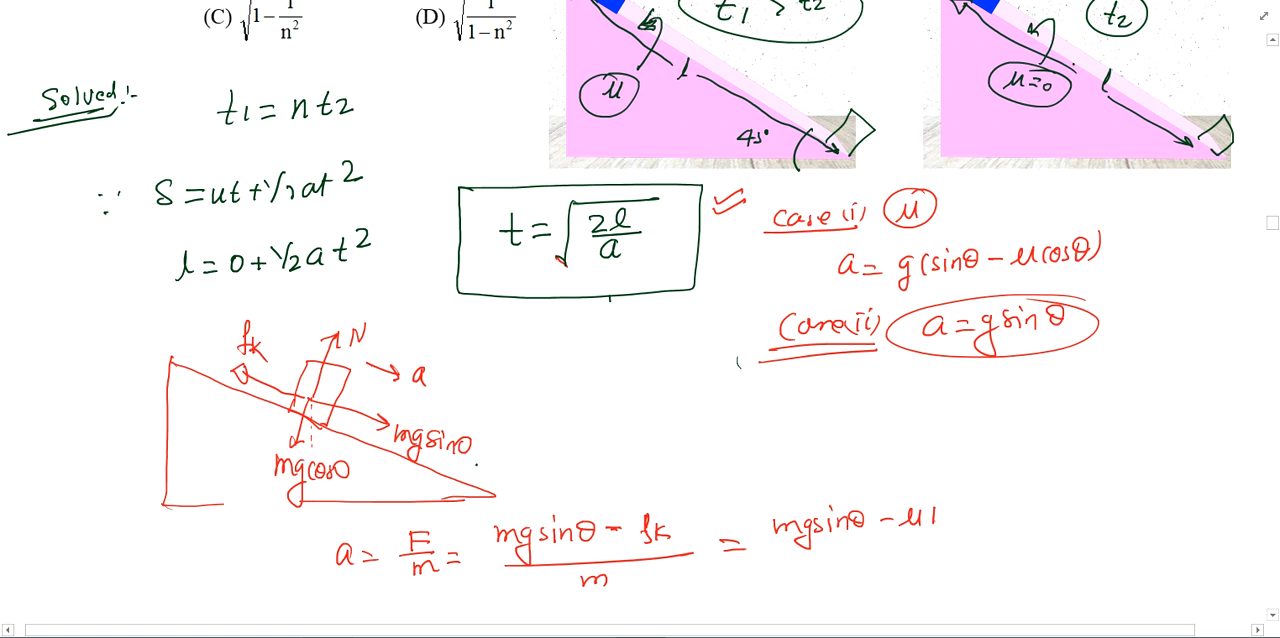 (C) √1− 1/n² (D) √1/1−n²
t₁ > t₂
t₂
μ
l
45°
μ=0
l
Solved:-
t₁ = n t₂
∵ S = ut + ½ at²
l = 0 + ½ a t²
t = √2l/a
Case (i) μ
a = g(sinθ − μcosθ)
Case (ii) a = g sinθ
fk
N
a
mg sinθ
mg cosθ
a = F/m = mg sinθ − fk/m = mg sinθ − μ